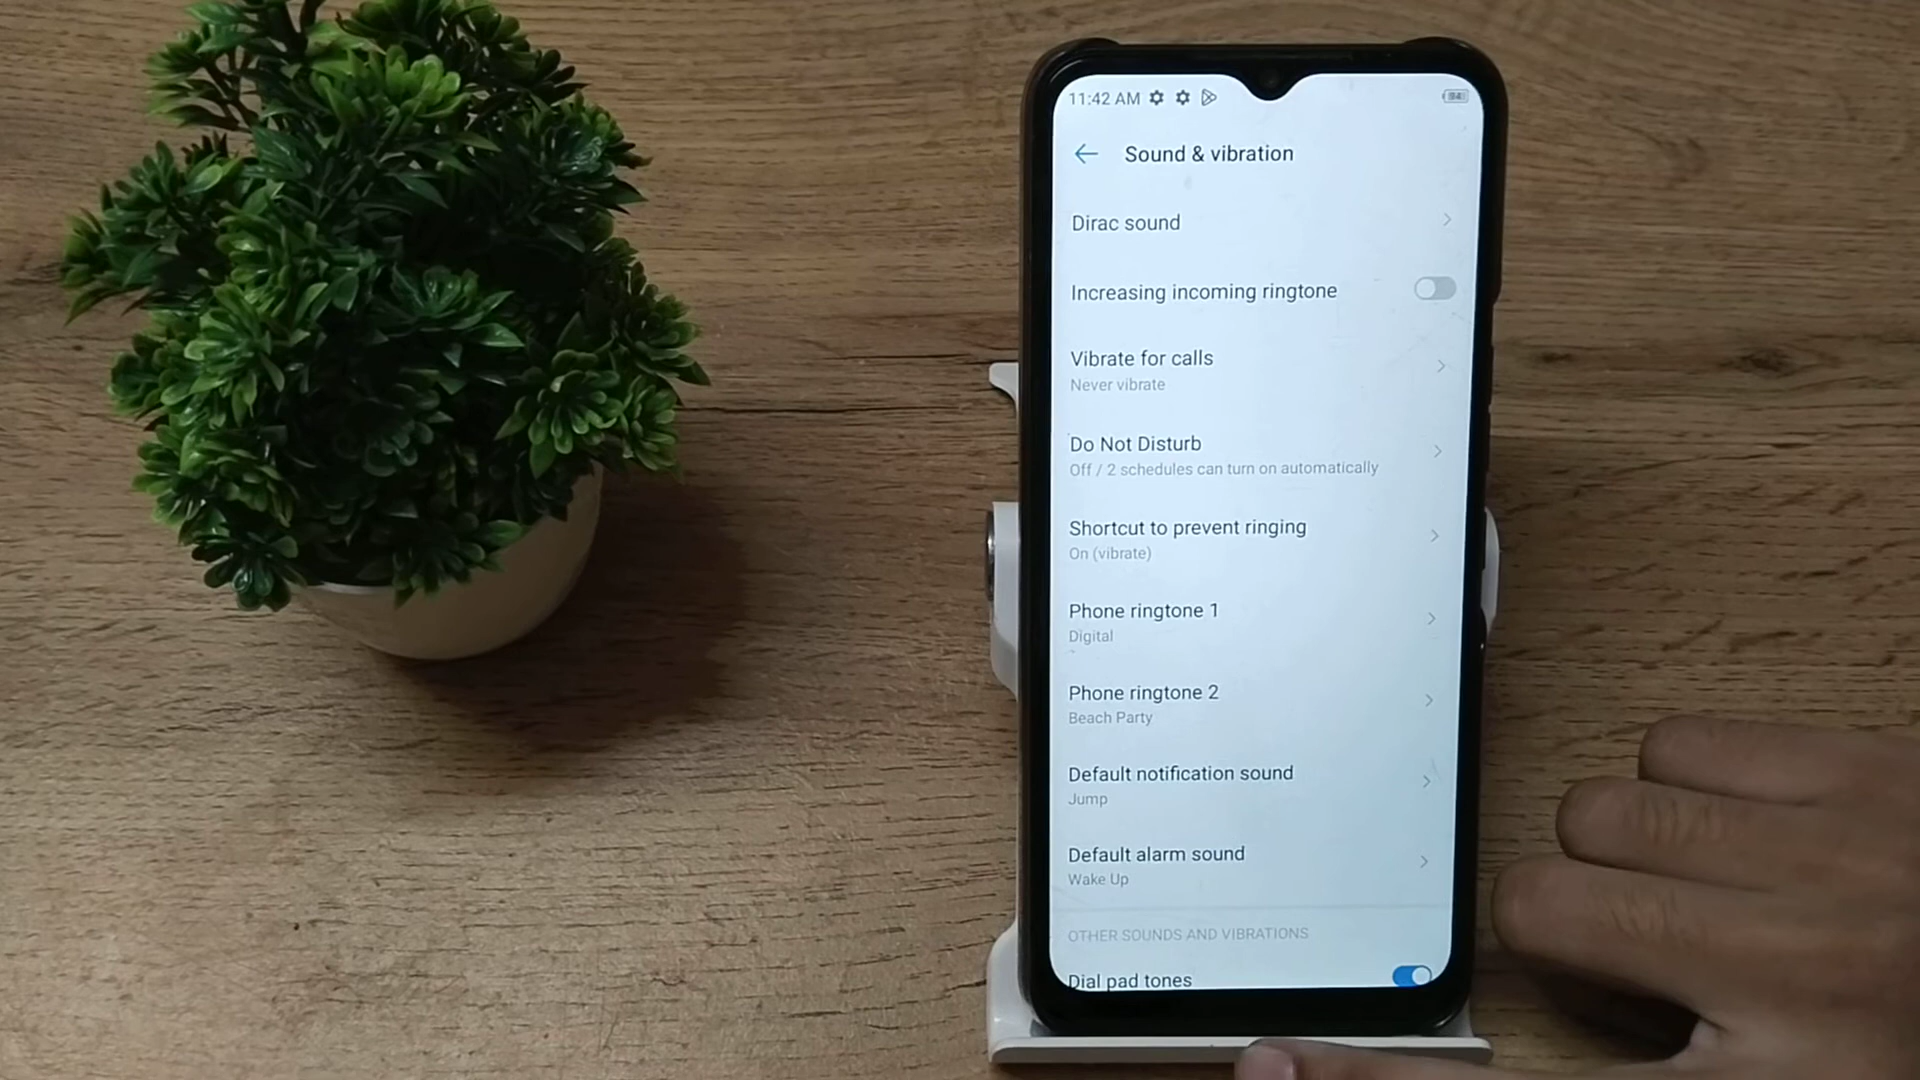 11:42 AM
Sound & vibration
Dirac sound
Increasing incoming ringtone
Vibrate for calls
Never vibrate
Do Not Disturb
Off / 2 schedules can turn on automatically
Shortcut to prevent ringing
On (vibrate)
Phone ringtone 1
Digital
Phone ringtone 2
Beach Party
Default notification sound
Jump
Default alarm sound
Wake Up
OTHER SOUNDS AND VIBRATIONS
Dial pad tones